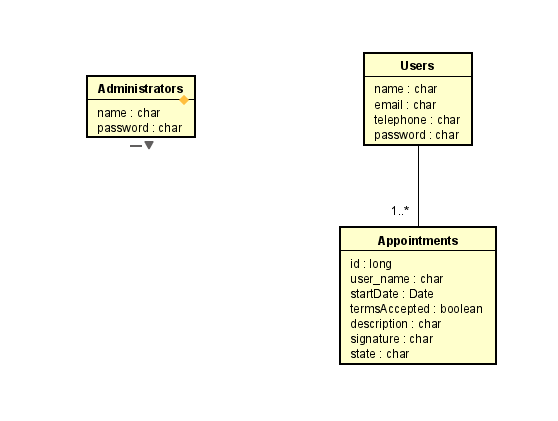 Administrators
name : char
password : char
Users
name : char
email : char
telephone : char
password : char
1..*
Appointments
id : long
user_name : char
startDate : Date
termsAccepted : boolean
description : char
signature : char
state : char